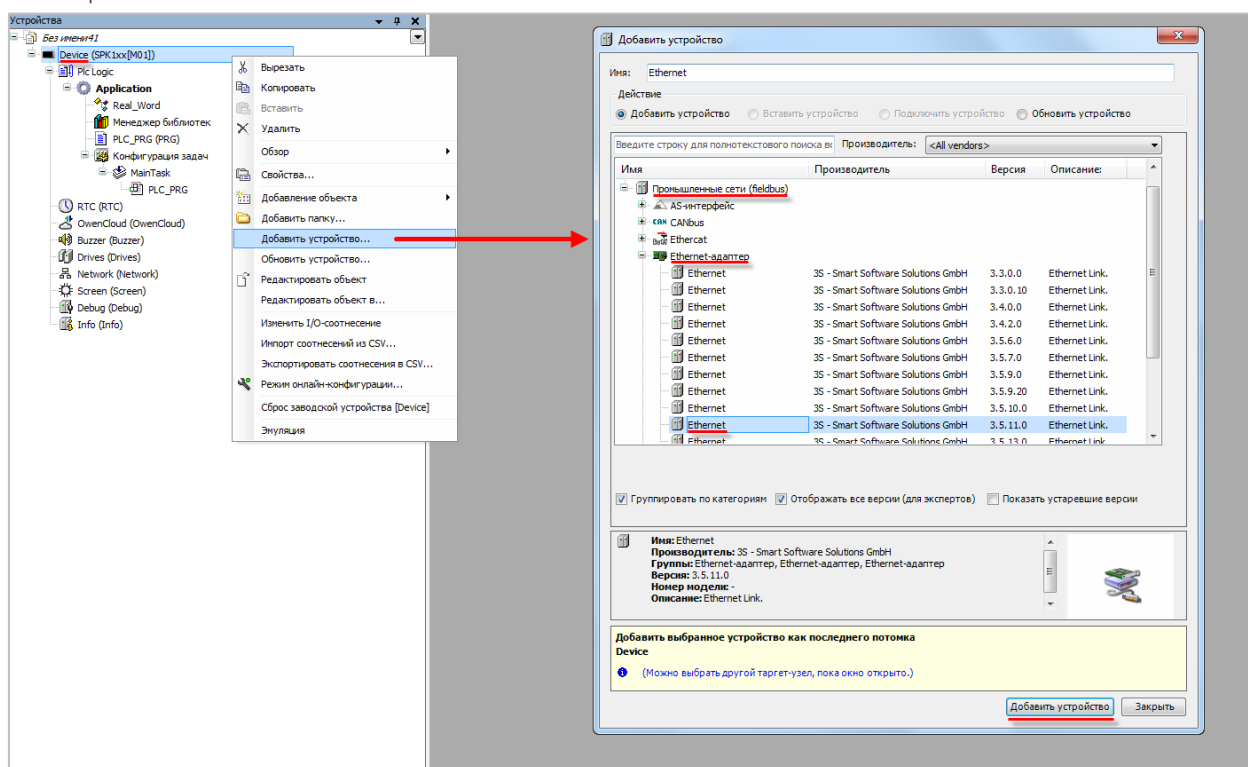 Устройства
Без имени41
Device (SPK1xx[M01])
Plc Logic
Application
Real_Word
Менеджер библиотек
PLC_PRG (PRG)
Конфигурация задач
MainTask
PLC_PRG
RTC (RTC)
OwenCloud (OwenCloud)
Buzzer (Buzzer)
Drives (Drives)
Network (Network)
Screen (Screen)
Debug (Debug)
Info (Info)
Вырезать
Копировать
Вставить
Удалить
Обзор
Свойства...
Добавление объекта
Добавить папку...
Добавить устройство...
Обновить устройство...
Редактировать объект
Редактировать объект в...
Изменить I/O-соотнесение
Импорт соотнесений из CSV...
Экспортировать соотнесения в CSV...
Режим онлайн-конфигурации...
Сброс заводской устройства [Device]
Эмуляция
Добавить устройство
Имя: Ethernet
Действие
Добавить устройство Вставить устройство Подключить устройство Обновить устройство
Введите строку для полнотекстового поиска вс Производитель: <All vendors>
Имя Производитель Версия Описание:
Промышленные сети (fieldbus)
AS-интерфейс
CAN CANbus
Ethercat
Ethernet-адаптер
Ethernet 3S - Smart Software Solutions GmbH 3.3.0.0 Ethernet Link.
Ethernet 3S - Smart Software Solutions GmbH 3.3.0.10 Ethernet Link.
Ethernet 3S - Smart Software Solutions GmbH 3.4.0.0 Ethernet Link.
Ethernet 3S - Smart Software Solutions GmbH 3.4.2.0 Ethernet Link.
Ethernet 3S - Smart Software Solutions GmbH 3.5.6.0 Ethernet Link.
Ethernet 3S - Smart Software Solutions GmbH 3.5.7.0 Ethernet Link.
Ethernet 3S - Smart Software Solutions GmbH 3.5.9.0 Ethernet Link.
Ethernet 3S - Smart Software Solutions GmbH 3.5.9.20 Ethernet Link.
Ethernet 3S - Smart Software Solutions GmbH 3.5.10.0 Ethernet Link.
Ethernet 3S - Smart Software Solutions GmbH 3.5.11.0 Ethernet Link.
Ethernet 3S - Smart Software Solutions GmbH 3.5.13.0 Ethernet Link.
Группировать по категориям Отображать все версии (для экспертов) Показать устаревшие версии
Имя: Ethernet
Производитель: 3S - Smart Software Solutions GmbH
Группы: Ethernet-адаптер, Ethernet-адаптер, Ethernet-адаптер
Версия: 3.5.11.0
Номер модели: -
Описание: Ethernet Link.
Добавить выбранное устройство как последнего потомка
Device
(Можно выбрать другой таргет-узел, пока окно открыто.)
Добавить устройство Закрыть